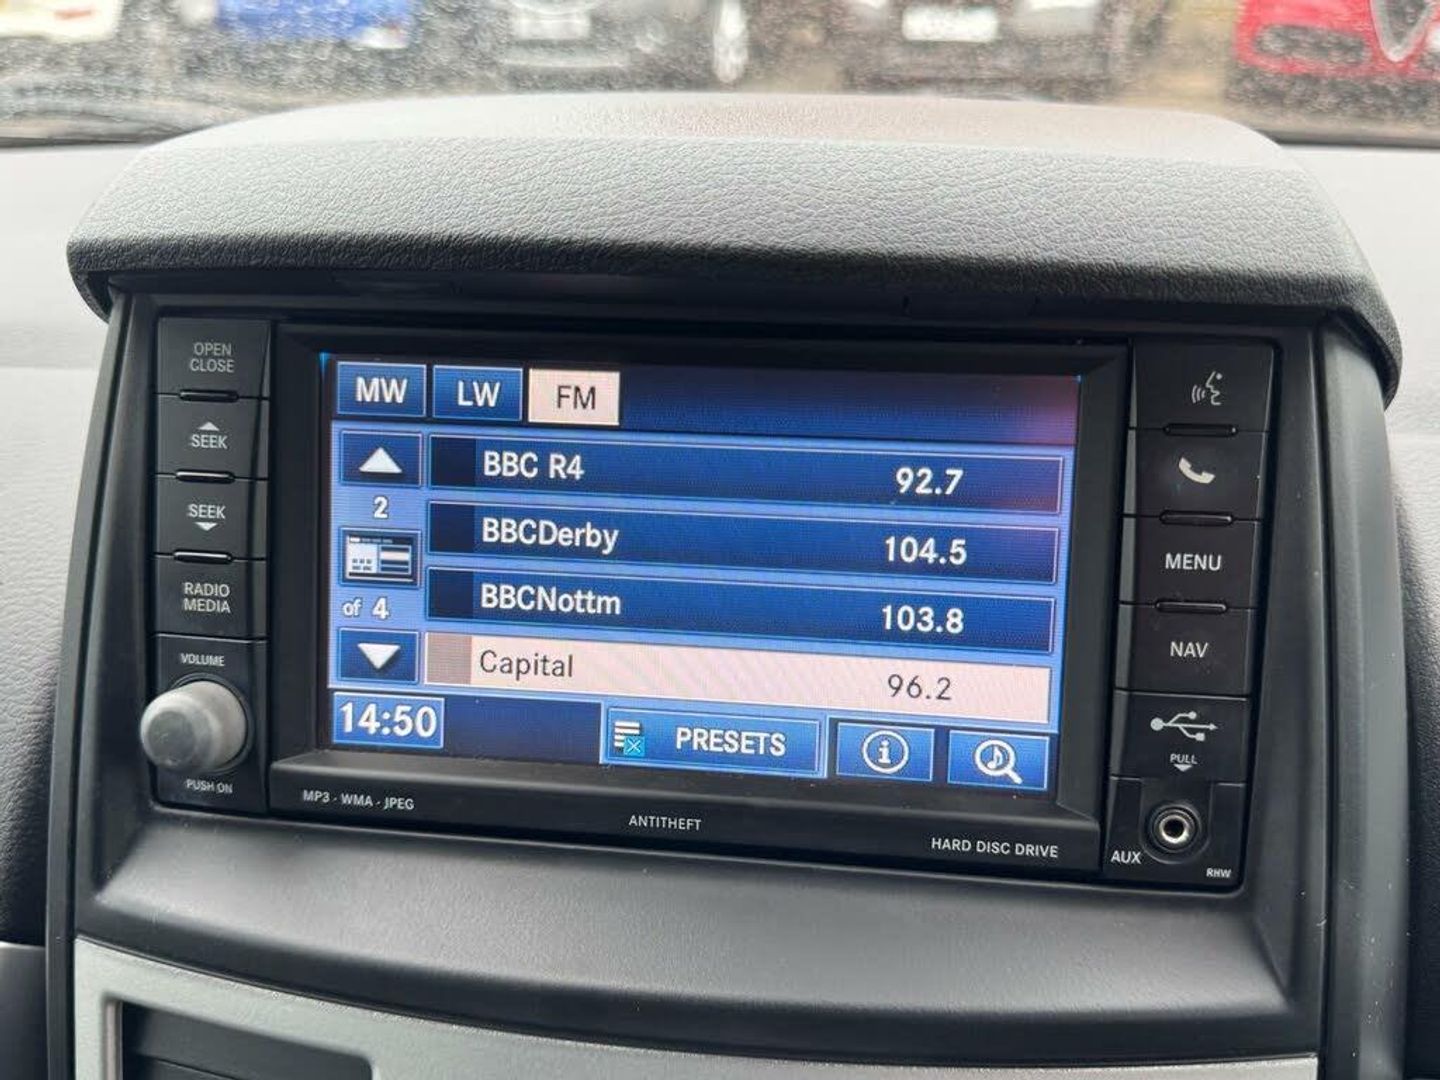 OPEN
CLOSE
SEEK
SEEK
RADIO
MEDIA
VOLUME
PUSH ON
MW LW FM
BBC R4 92.7
2
BBCDerby 104.5
of 4
BBCNottm 103.8
Capital 96.2
14:50 PRESETS
MP3 - WMA - JPEG
ANTITHEFT
HARD DISC DRIVE
MENU
NAV
PULL
AUX
RHW